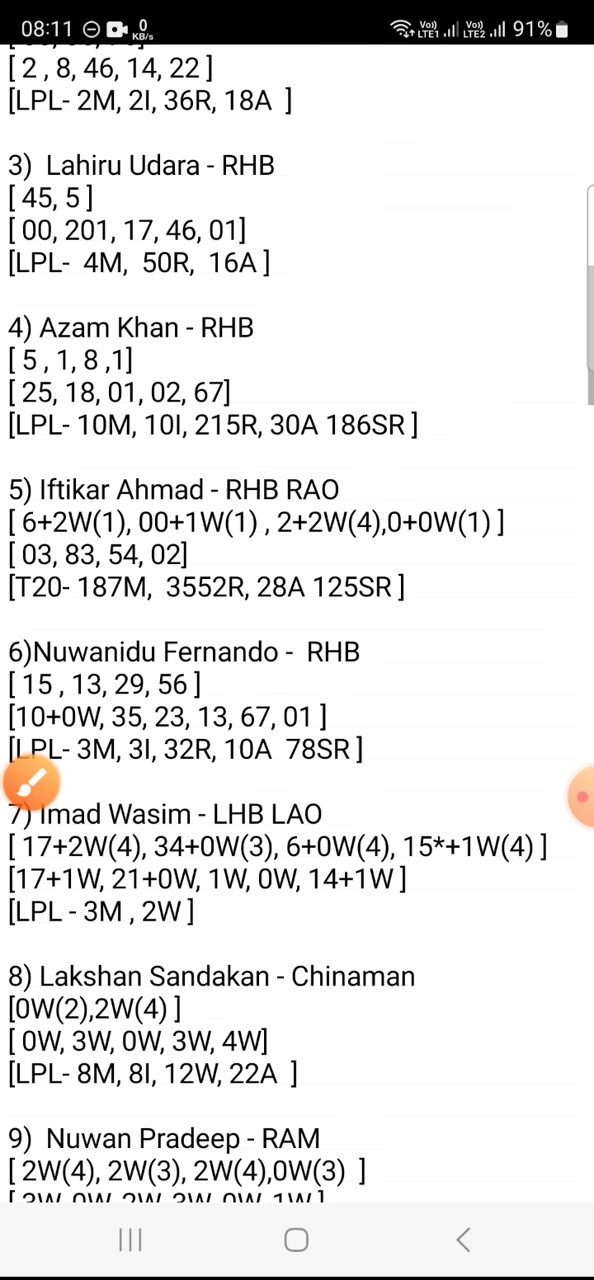 08:11 0 KB/s Vo)) LTE1 Vo)) LTE2 91%
[ 2 , 8, 46, 14, 22 ]
[LPL- 2M, 2I, 36R, 18A ]
3) Lahiru Udara - RHB
[ 45, 5 ]
[ 00, 201, 17, 46, 01]
[LPL- 4M, 50R, 16A ]
4) Azam Khan - RHB
[ 5 , 1, 8 ,1]
[ 25, 18, 01, 02, 67]
[LPL- 10M, 10I, 215R, 30A 186SR ]
5) Iftikar Ahmad - RHB RAO
[ 6+2W(1), 00+1W(1) , 2+2W(4),0+0W(1) ]
[ 03, 83, 54, 02]
[T20- 187M, 3552R, 28A 125SR ]
6)Nuwanidu Fernando - RHB
[ 15 , 13, 29, 56 ]
[10+0W, 35, 23, 13, 67, 01 ]
[LPL- 3M, 3I, 32R, 10A 78SR ]
7) Imad Wasim - LHB LAO
[ 17+2W(4), 34+0W(3), 6+0W(4), 15*+1W(4) ]
[17+1W, 21+0W, 1W, 0W, 14+1W ]
[LPL - 3M , 2W ]
8) Lakshan Sandakan - Chinaman
[0W(2),2W(4) ]
[ 0W, 3W, 0W, 3W, 4W]
[LPL- 8M, 8I, 12W, 22A ]
9) Nuwan Pradeep - RAM
[ 2W(4), 2W(3), 2W(4),0W(3) ]